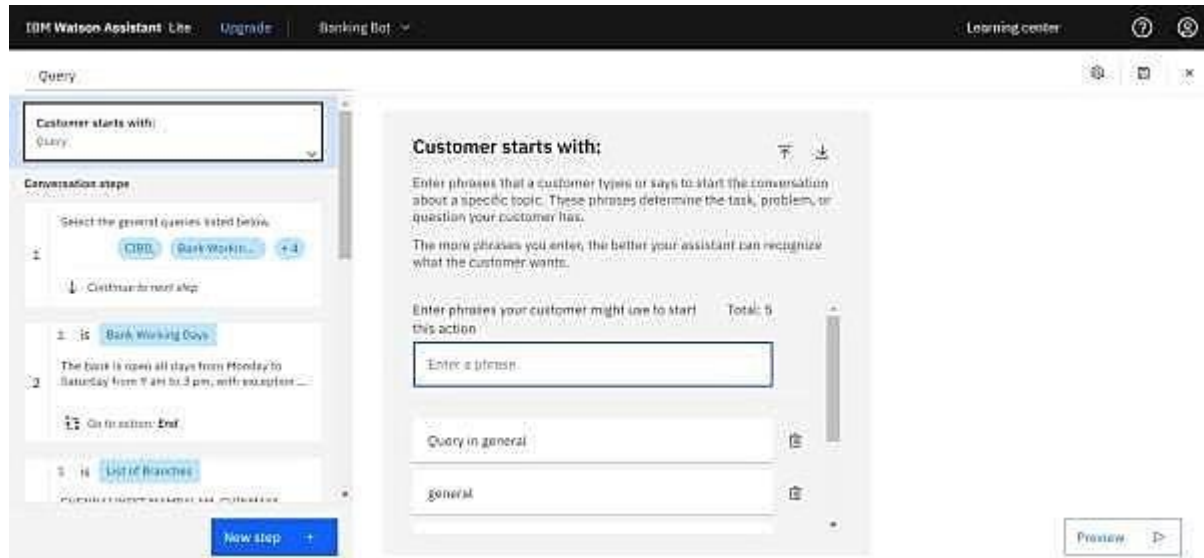 IBM Watson Assistant Lite Upgrade Banking Bot Learning center
Query
Customer starts with:
Query
Conversation steps
1
Select the general queries listed below.
CIBIL Bank Workin... +4
Continue to next step
2
1 is Bank Working Days
The bank is open all days from Monday to
Saturday from 9 am to 3 pm, with exception ...
Go to action: End
1 is List of Branches
New step +
Customer starts with:
Enter phrases that a customer types or says to start the conversation
about a specific topic. These phrases determine the task, problem, or
question your customer has.
The more phrases you enter, the better your assistant can recognize
what the customer wants.
Enter phrases your customer might use to start
this action
Total: 5
Enter a phrase
Query in general
general
Preview